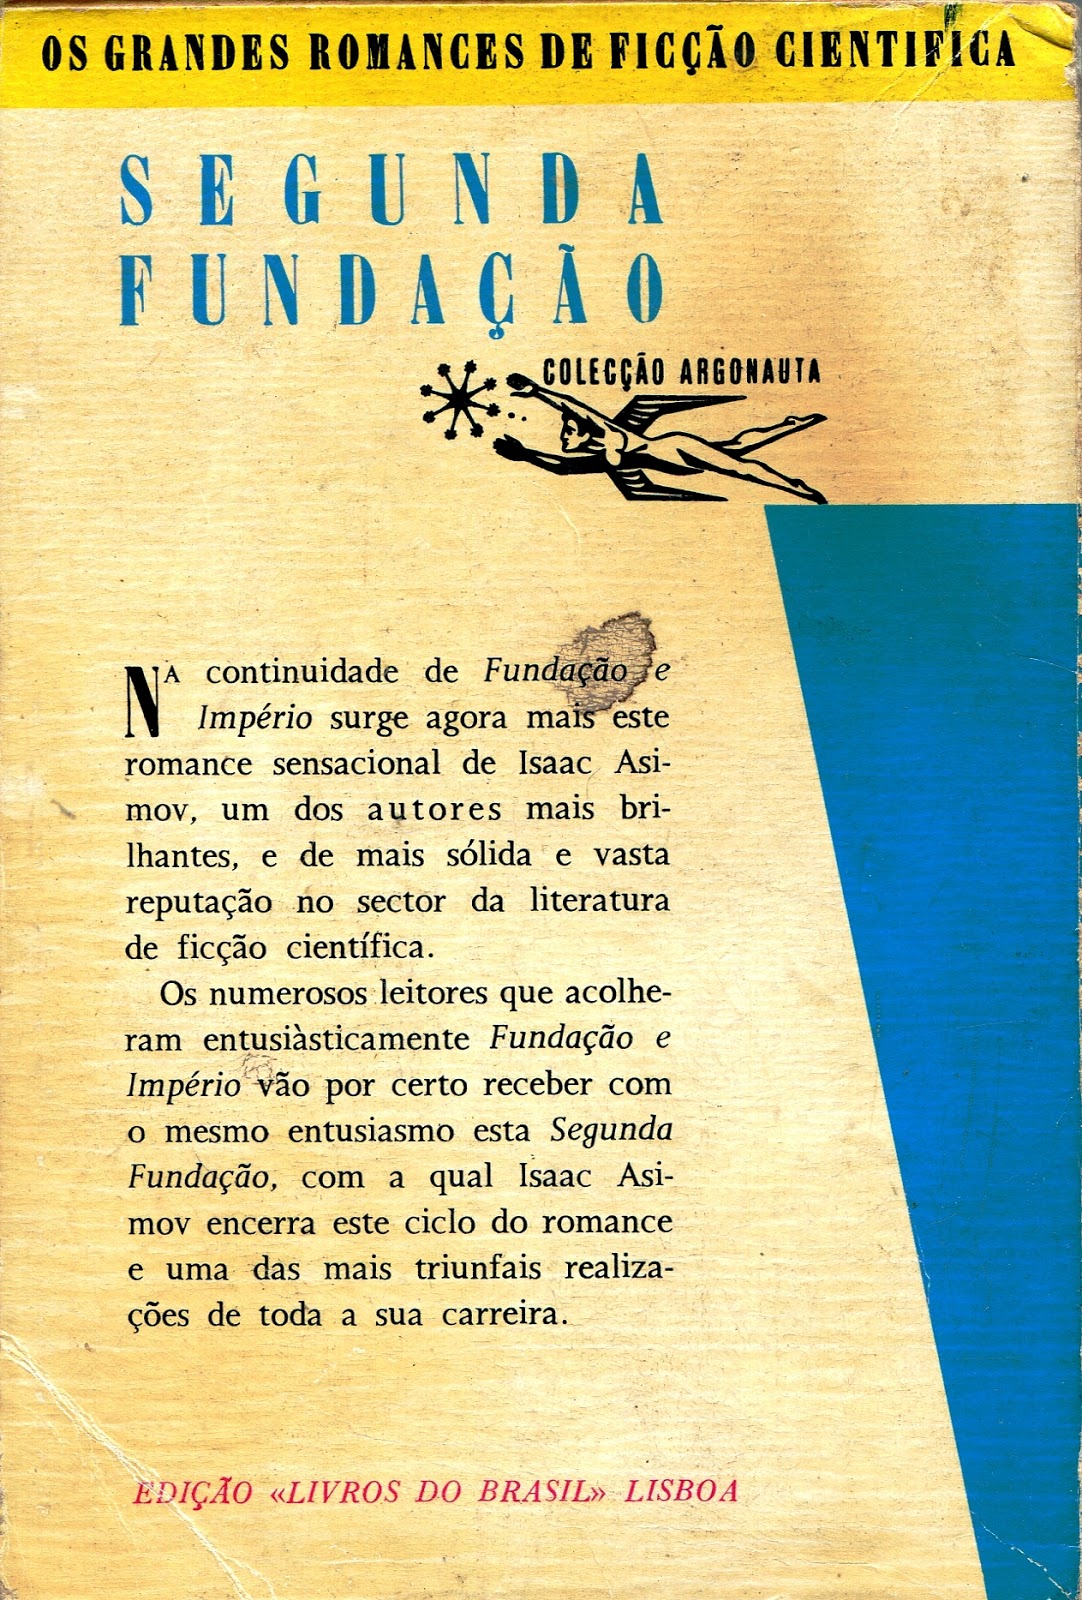 OS GRANDES ROMANCES DE FICÇÃO CIENTIFICA
SEGUNDA
FUNDAÇÃO
COLECÇÃO ARGONAUTA
NA continuidade de Fundação e
Império surge agora mais este
romance sensacional de Isaac Asi-
mov, um dos autores mais bri-
lhantes, e de mais sólida e vasta
reputação no sector da literatura
de ficção científica.
Os numerosos leitores que acolhe-
ram entusiàsticamente Fundação e
Império vão por certo receber com
o mesmo entusiasmo esta Segunda
Fundação, com a qual Isaac Asi-
mov encerra este ciclo do romance
e uma das mais triunfais realiza-
ções de toda a sua carreira.
EDIÇÃO «LIVROS DO BRASIL» LISBOA